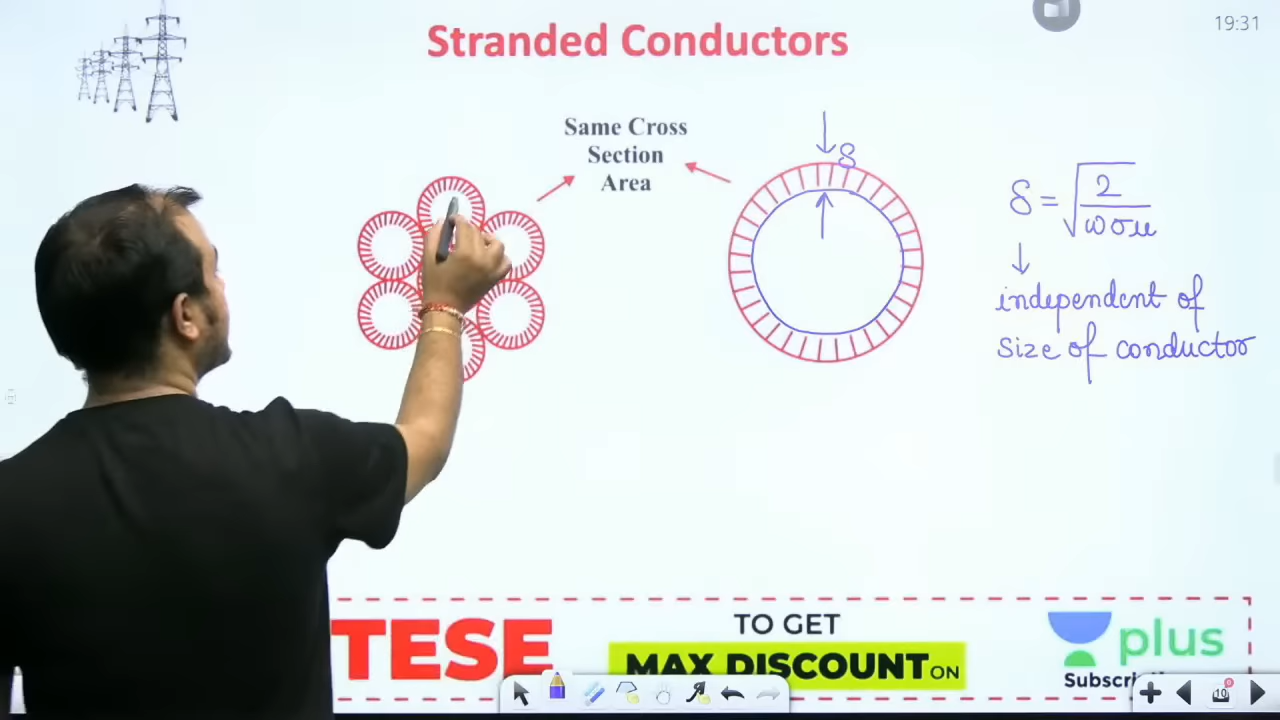 19:31
Stranded Conductors
Same Cross
Section
Area
δ
δ = √(2/ωσμ)
↓
independent of
size of conductor
TESE
TO GET
MAX DISCOUNT ON
plus
10